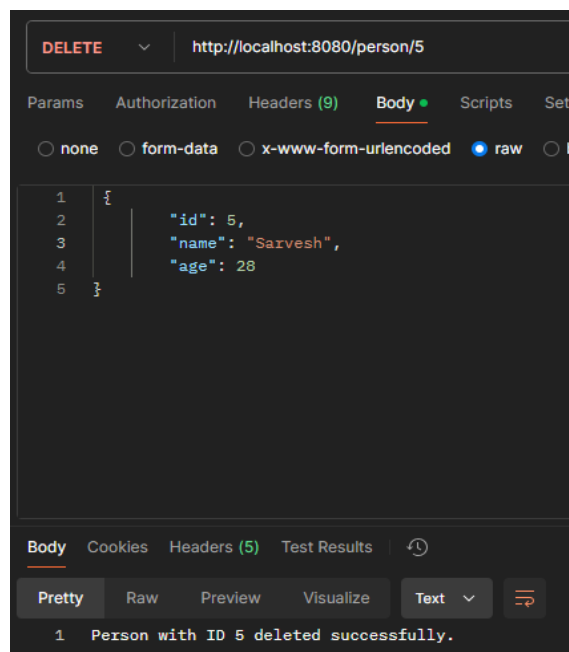 DELETE http://localhost:8080/person/5
Params Authorization Headers (9) Body Scripts Set
none form-data x-www-form-urlencoded raw
1 {
2 "id": 5,
3 "name": "Sarvesh",
4 "age": 28
5 }
Body Cookies Headers (5) Test Results
Pretty Raw Preview Visualize Text
1 Person with ID 5 deleted successfully.